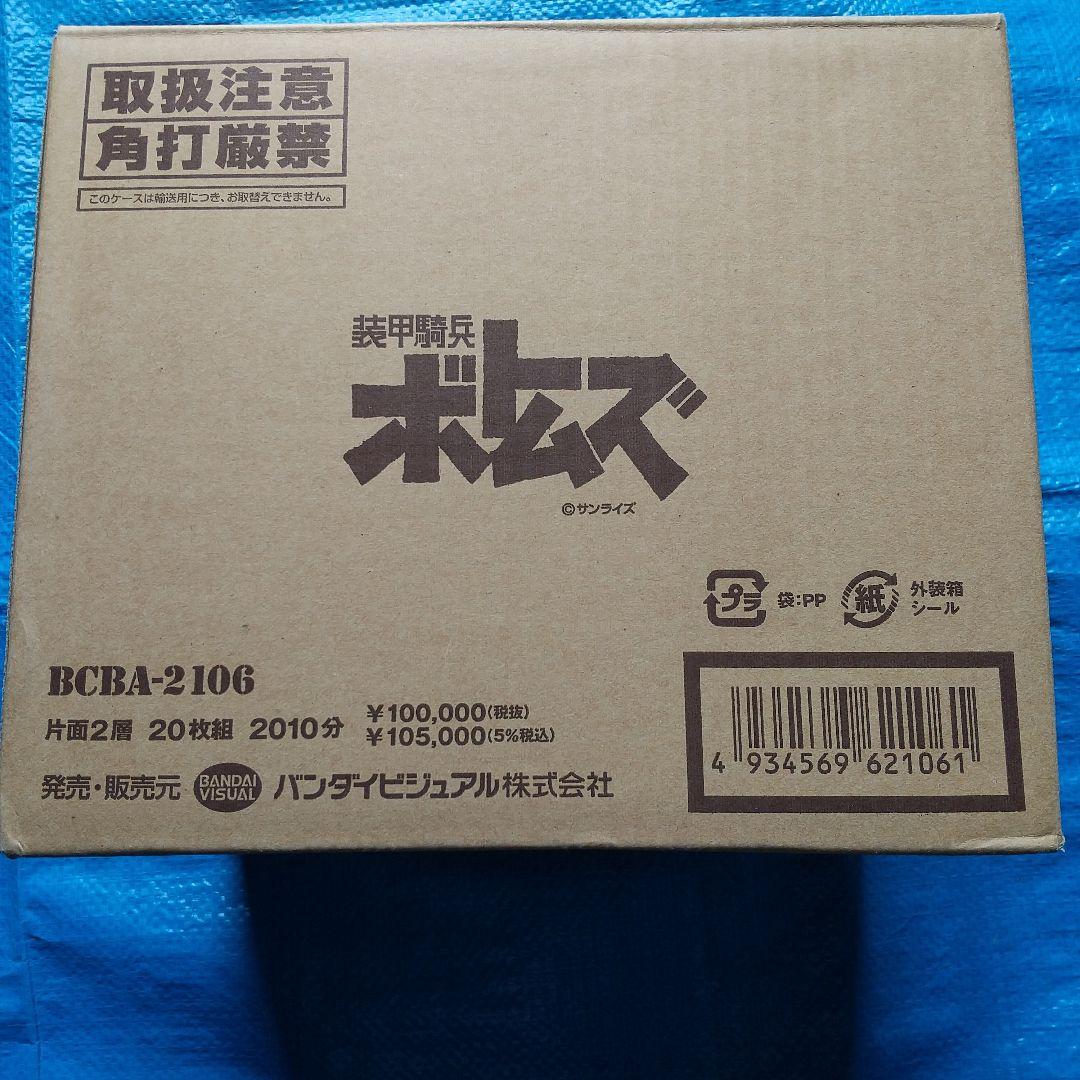 取扱注意
角打厳禁
このケースは輸送用につき、お取替えできません。
装甲騎兵
ボトムズ
©サンライズ
プラ 袋:PP 紙 外装箱
シール
BCBA-2106
片面2層 20枚組 2010分 ¥100,000(税抜)
¥105,000(5%税込)
発売・販売元 BANDAI VISUAL バンダイビジュアル株式会社
4 934569 621061